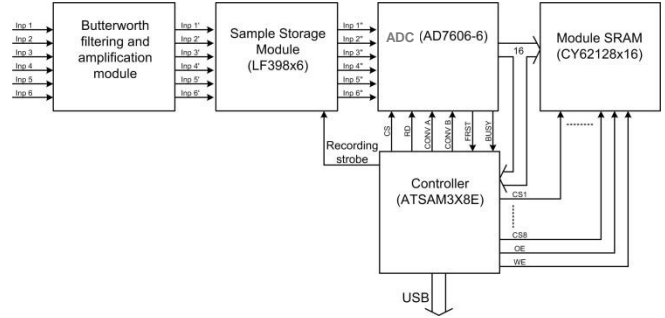 Inp 1
Inp 2
Inp 3
Inp 4
Inp 5
Inp 6
Butterworth
filtering and
amplification
module
Inp 1'
Inp 2'
Inp 3'
Inp 4'
Inp 5'
Inp 6'
Sample Storage
Module
(LF398x6)
Inp 1"
Inp 2"
Inp 3"
Inp 4"
Inp 5"
Inp 6"
ADC (AD7606-6)
16
Module SRAM
(CY62128x16)
Recording
strobe
CS
RD
CONV A
CONV B
FRST
BUSY
Controller
(ATSAM3X8E)
CS1
CS8
OE
WE
USB